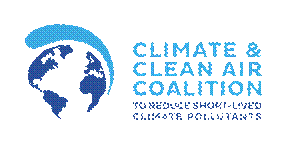 CLIMATE &
CLEAN AIR
COALITION
TO REDUCE SHORT-LIVED
CLIMATE POLLUTANTS